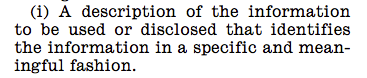 (i) A description of the information
to be used or disclosed that identifies
the information in a specific and mean-
ingful fashion.